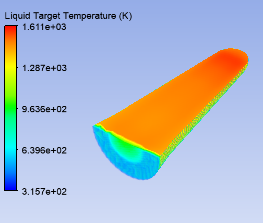 Liquid Target Temperature (K)
1.611e+03
1.287e+03
9.636e+02
6.396e+02
3.157e+02